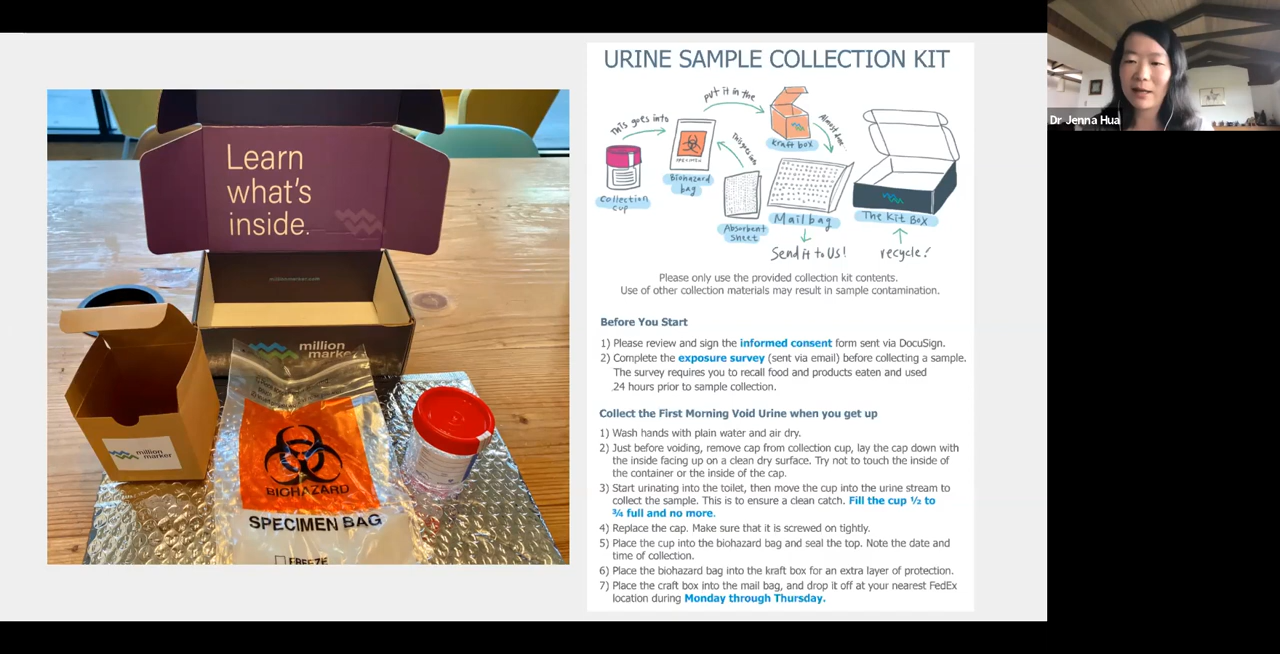 Learn
what's
inside.
millionmarker.com
million
marker
million
marker
BIOHAZARD
SPECIMEN BAG
FREEZE
URINE SAMPLE COLLECTION KIT
This goes into
put it in the
Almost done
This goes into
SPECIMEN
Kraft box
Collection
cup
Biohazard
bag
Absorbent
Sheet
Mailbag
The Kit Box
Send it to Us!
recycle!
Please only use the provided collection kit contents.
Use of other collection materials may result in sample contamination.
Before You Start
1) Please review and sign the informed consent form sent via DocuSign.
2) Complete the exposure survey (sent via email) before collecting a sample.
The survey requires you to recall food and products eaten and used
24 hours prior to sample collection.
Collect the First Morning Void Urine when you get up
1) Wash hands with plain water and air dry.
2) Just before voiding, remove cap from collection cup, lay the cap down with
the inside facing up on a clean dry surface. Try not to touch the inside of
the container or the inside of the cap.
3) Start urinating into the toilet, then move the cup into the urine stream to
collect the sample. This is to ensure a clean catch. Fill the cup ½ to
¾ full and no more.
4) Replace the cap. Make sure that it is screwed on tightly.
5) Place the cup into the biohazard bag and seal the top. Note the date and
time of collection.
6) Place the biohazard bag into the kraft box for an extra layer of protection.
7) Place the craft box into the mail bag, and drop it off at your nearest FedEx
location during Monday through Thursday.
Dr Jenna Hua